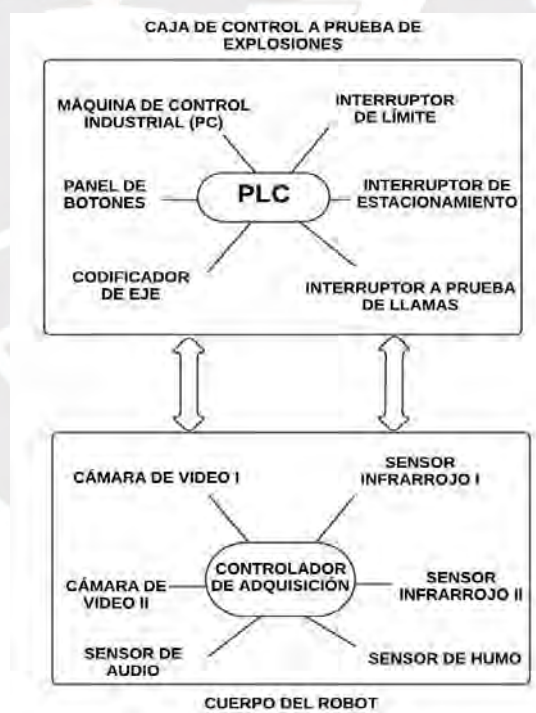 CAJA DE CONTROL A PRUEBA DE
EXPLOSIONES
MÁQUINA DE CONTROL
INDUSTRIAL (PC)
INTERRUPTOR
DE LÍMITE
PANEL DE
BOTONES
PLC
INTERRUPTOR DE
ESTACIONAMIENTO
CODIFICADOR
DE EJE
INTERRUPTOR A PRUEBA
DE LLAMAS
CÁMARA DE VIDEO I
SENSOR
INFRARROJO I
CONTROLADOR
DE ADQUISICIÓN
CÁMARA DE
VIDEO II
SENSOR
INFRARROJO II
SENSOR DE
AUDIO
SENSOR DE HUMO
CUERPO DEL ROBOT